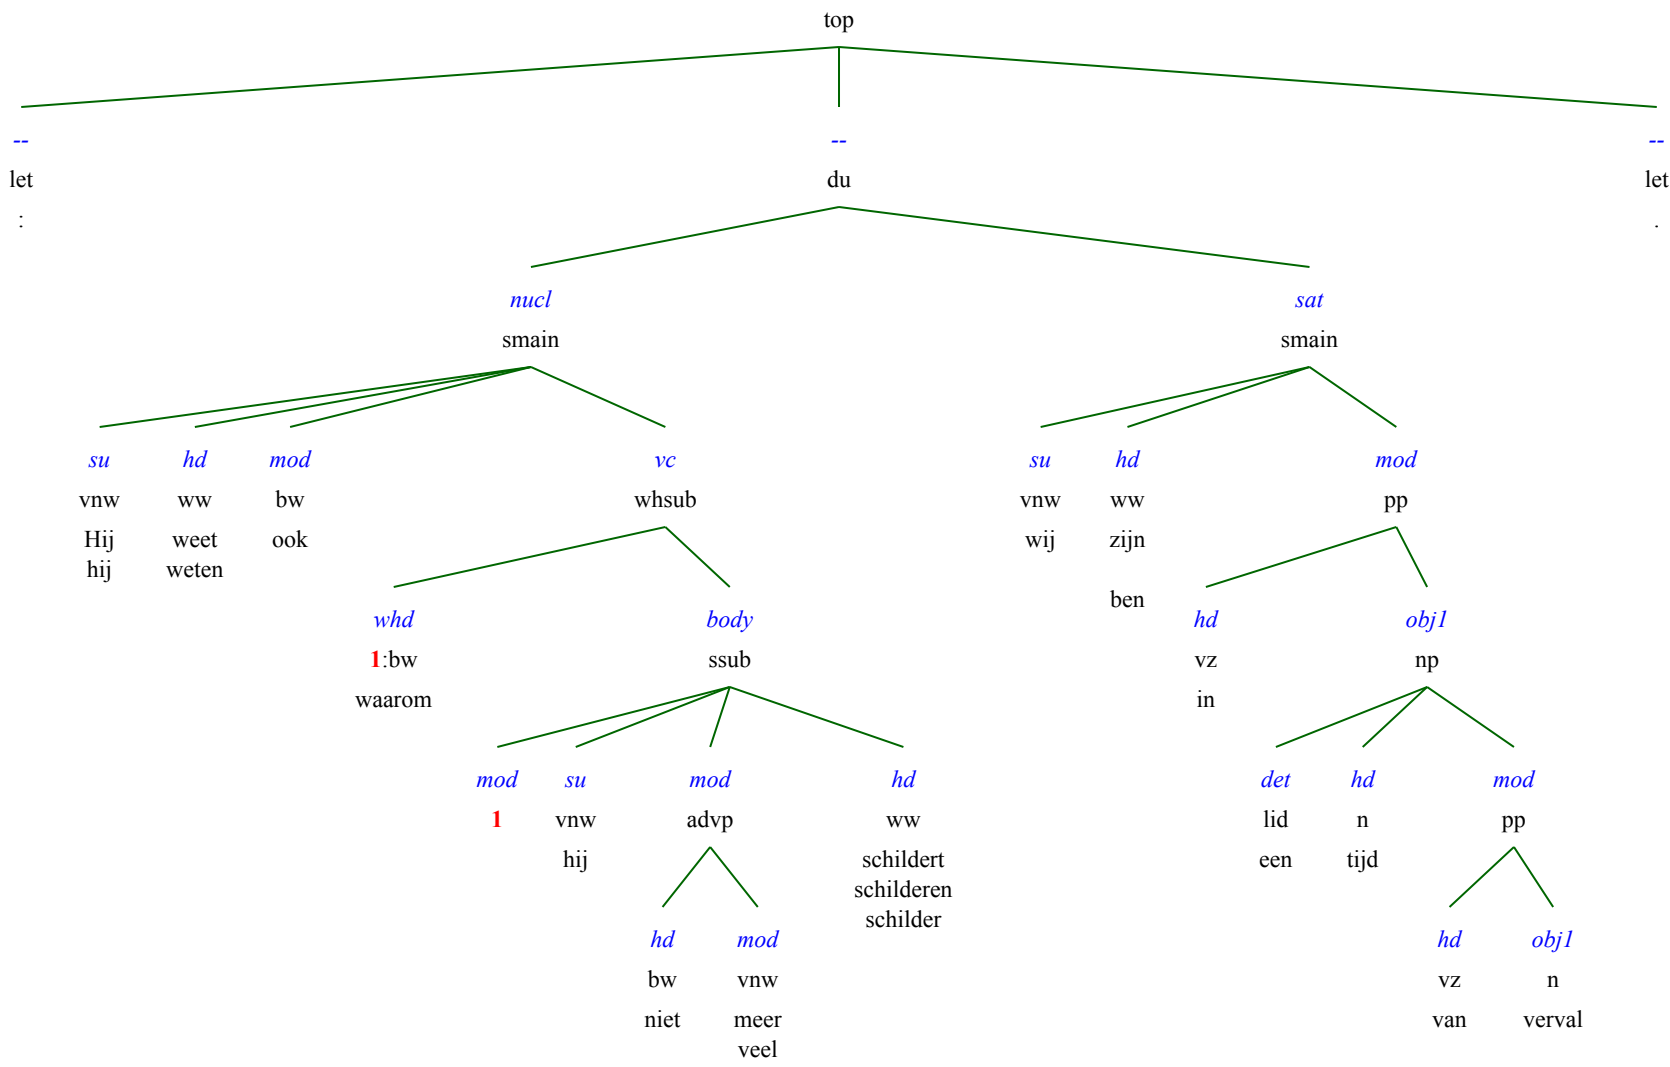 top
-- -- --
let du let
: .
nucl sat
smain smain
su hd mod vc su hd mod
vnw ww bw whsub vnw ww pp
Hij weet ook wij zijn
hij weten
ben
whd body hd obj1
1:bw ssub vz np
waarom in
mod su mod hd det hd mod
1 vnw advp ww lid n pp
hij schildert een tijd
schilderen
schilder
hd mod hd obj1
bw vnw vz n
niet meer van verval
veel